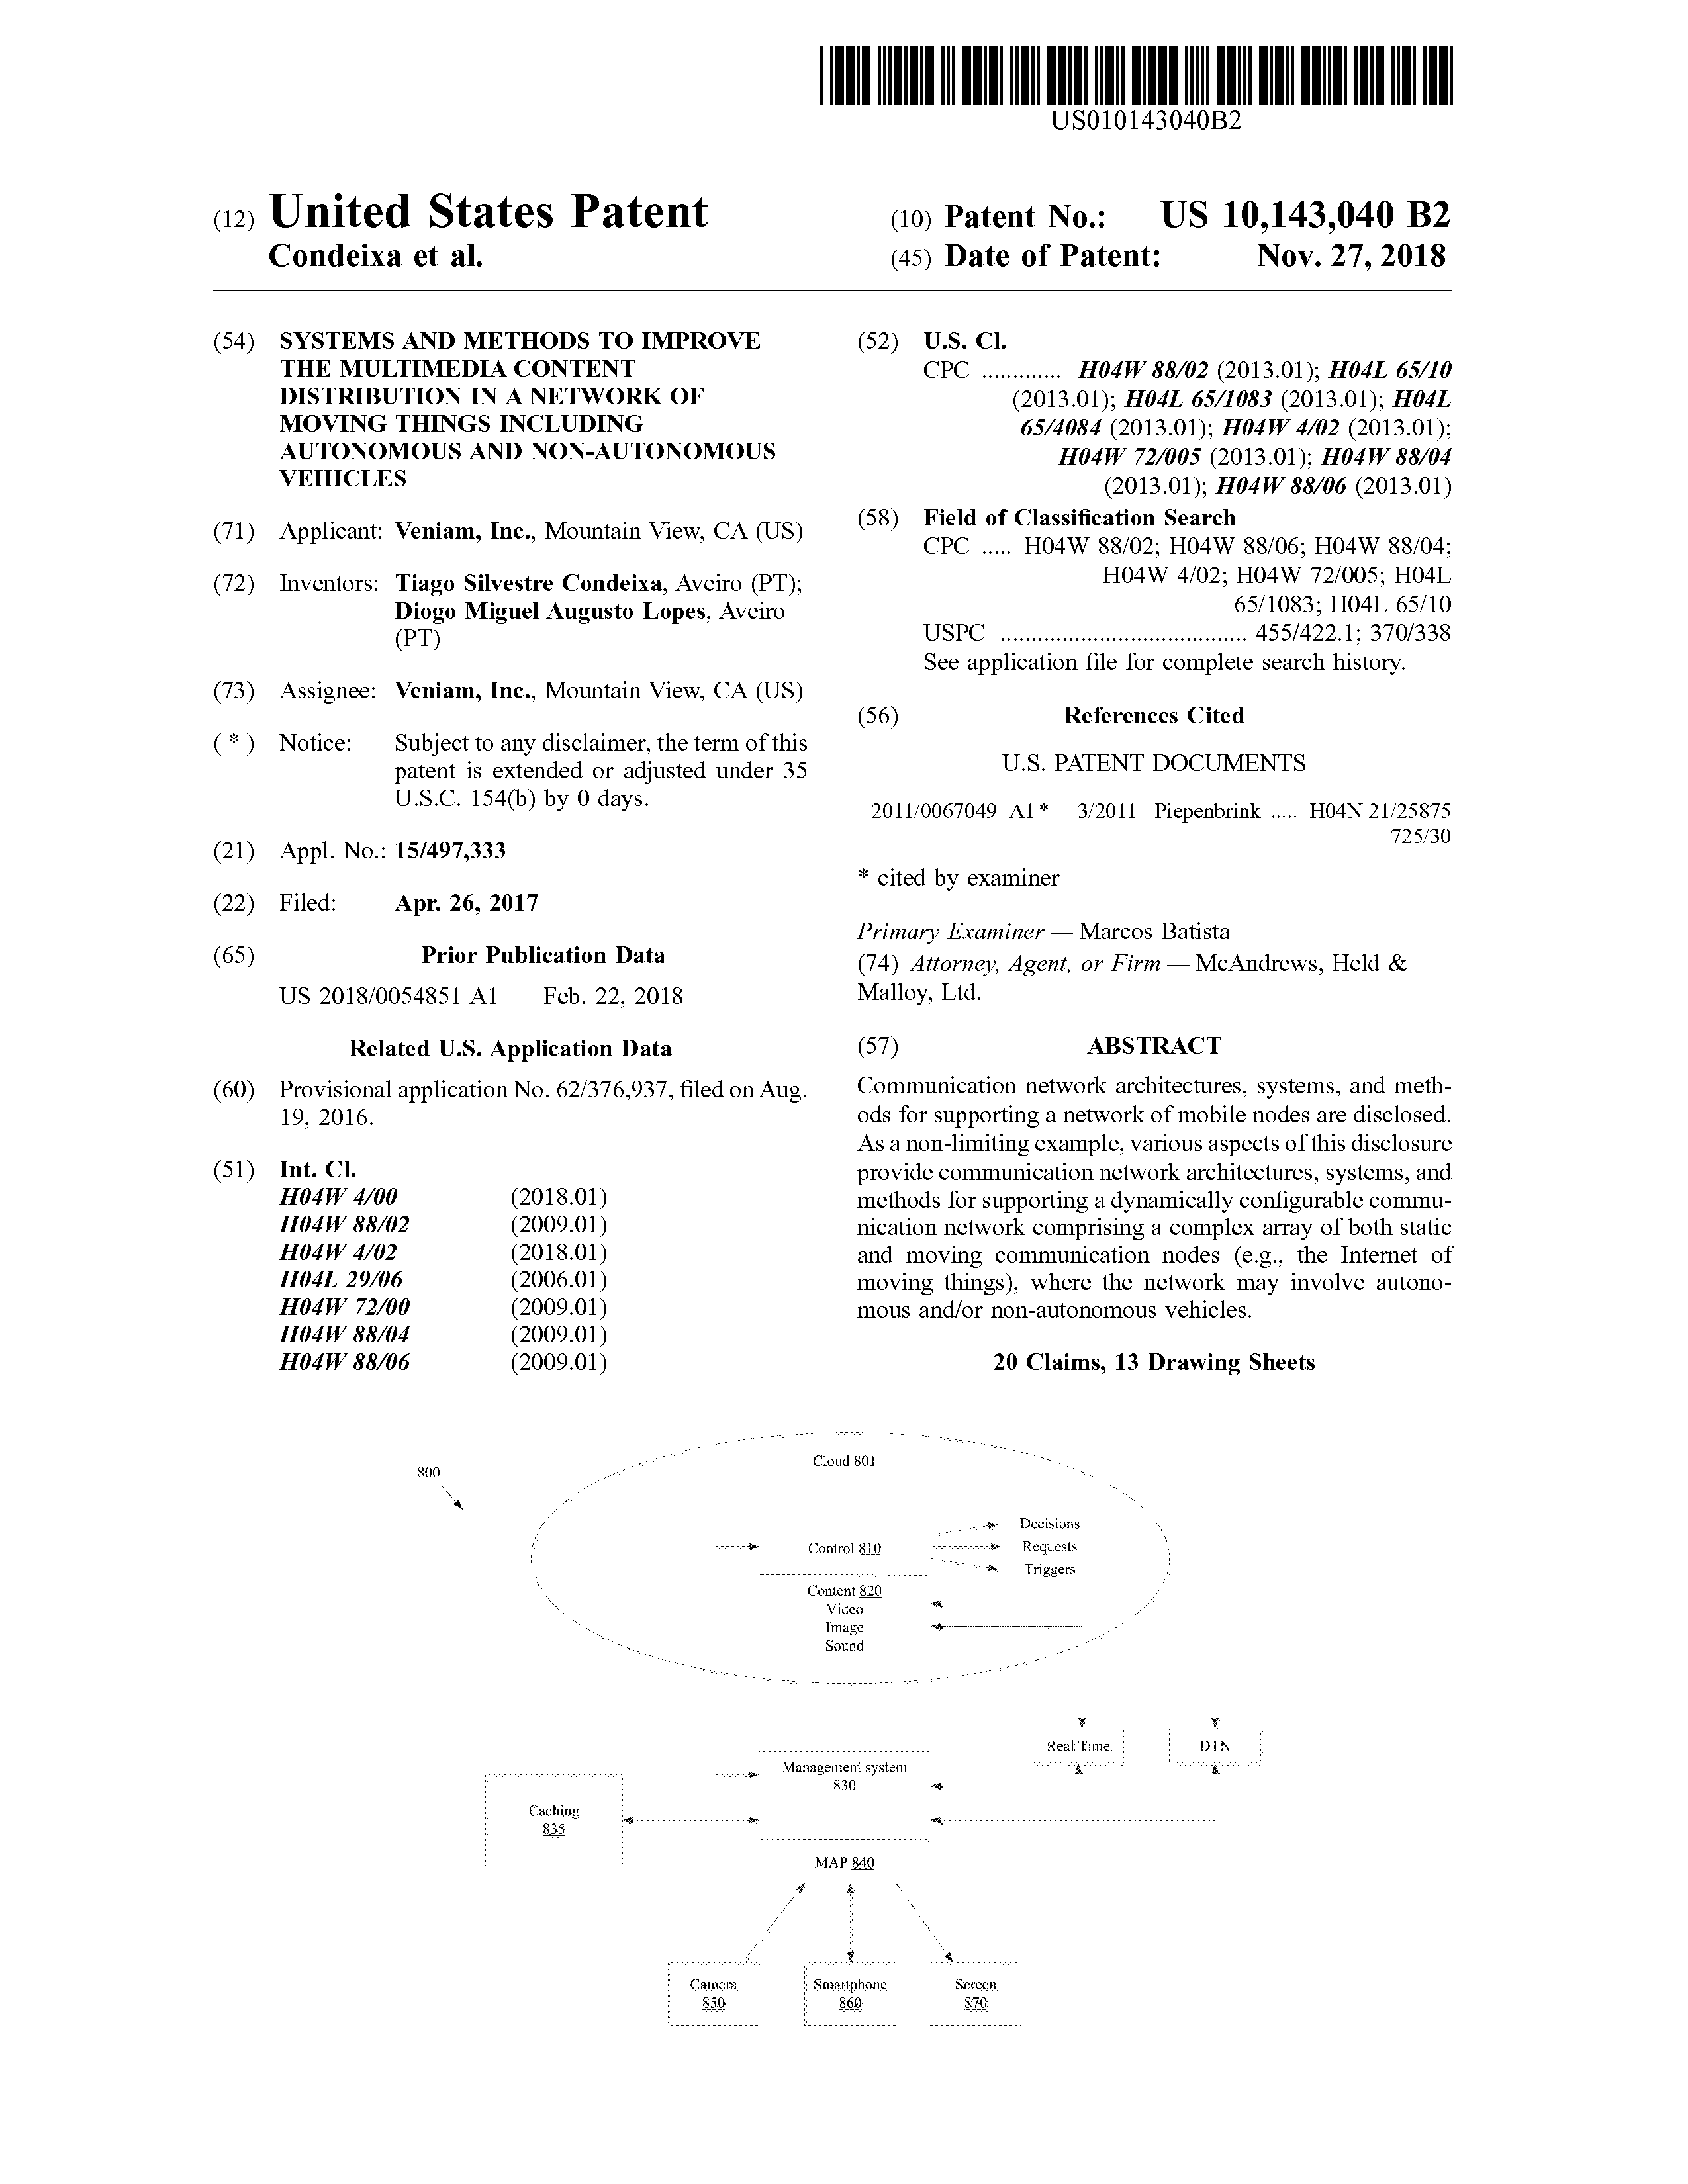 US010143040B2
(12) United States Patent
Condeixa et al.
(10) Patent No.: US 10,143,040 B2
(45) Date of Patent: Nov. 27, 2018
(54) SYSTEMS AND METHODS TO IMPROVE
THE MULTIMEDIA CONTENT
DISTRIBUTION IN A NETWORK OF
MOVING THINGS INCLUDING
AUTONOMOUS AND NON-AUTONOMOUS
VEHICLES
(71) Applicant: Veniam, Inc., Mountain View, CA (US)
(72) Inventors: Tiago Silvestre Condeixa, Aveiro (PT);
Diogo Miguel Augusto Lopes, Aveiro
(PT)
(73) Assignee: Veniam, Inc., Mountain View, CA (US)
( * ) Notice: Subject to any disclaimer, the term of this
patent is extended or adjusted under 35
U.S.C. 154(b) by 0 days.
(21) Appl. No.: 15/497,333
(22) Filed: Apr. 26, 2017
(65) Prior Publication Data
US 2018/0054851 A1 Feb. 22, 2018
Related U.S. Application Data
(60) Provisional application No. 62/376,937, filed on Aug.
19, 2016.
(51) Int. Cl.
H04W 4/00 (2018.01)
H04W 88/02 (2009.01)
H04W 4/02 (2018.01)
H04L 29/06 (2006.01)
H04W 72/00 (2009.01)
H04W 88/04 (2009.01)
H04W 88/06 (2009.01)
(52) U.S. Cl.
CPC ............. H04W 88/02 (2013.01); H04L 65/10
(2013.01); H04L 65/1083 (2013.01); H04L
65/4084 (2013.01); H04W 4/02 (2013.01);
H04W 72/005 (2013.01); H04W 88/04
(2013.01); H04W 88/06 (2013.01)
(58) Field of Classification Search
CPC ..... H04W 88/02; H04W 88/06; H04W 88/04;
H04W 4/02; H04W 72/005; H04L
65/1083; H04L 65/10
USPC ........................................ 455/422.1; 370/338
See application file for complete search history.
(56) References Cited
U.S. PATENT DOCUMENTS
2011/0067049 A1* 3/2011 Piepenbrink ..... H04N 21/25875
725/30
* cited by examiner
Primary Examiner — Marcos Batista
(74) Attorney, Agent, or Firm — McAndrews, Held &
Malloy, Ltd.
(57) ABSTRACT
Communication network architectures, systems, and meth-
ods for supporting a network of mobile nodes are disclosed.
As a non-limiting example, various aspects of this disclosure
provide communication network architectures, systems, and
methods for supporting a dynamically configurable commu-
nication network comprising a complex array of both static
and moving communication nodes (e.g., the Internet of
moving things), where the network may involve autono-
mous and/or non-autonomous vehicles.
20 Claims, 13 Drawing Sheets
800
Cloud 801
Control 810
Decisions
Requests
Triggers
Content 820
Video
Image
Sound
Real Time
DTN
Management system
830
Caching
835
MAP 840
Camera
850
Smartphone
860
Screen
870